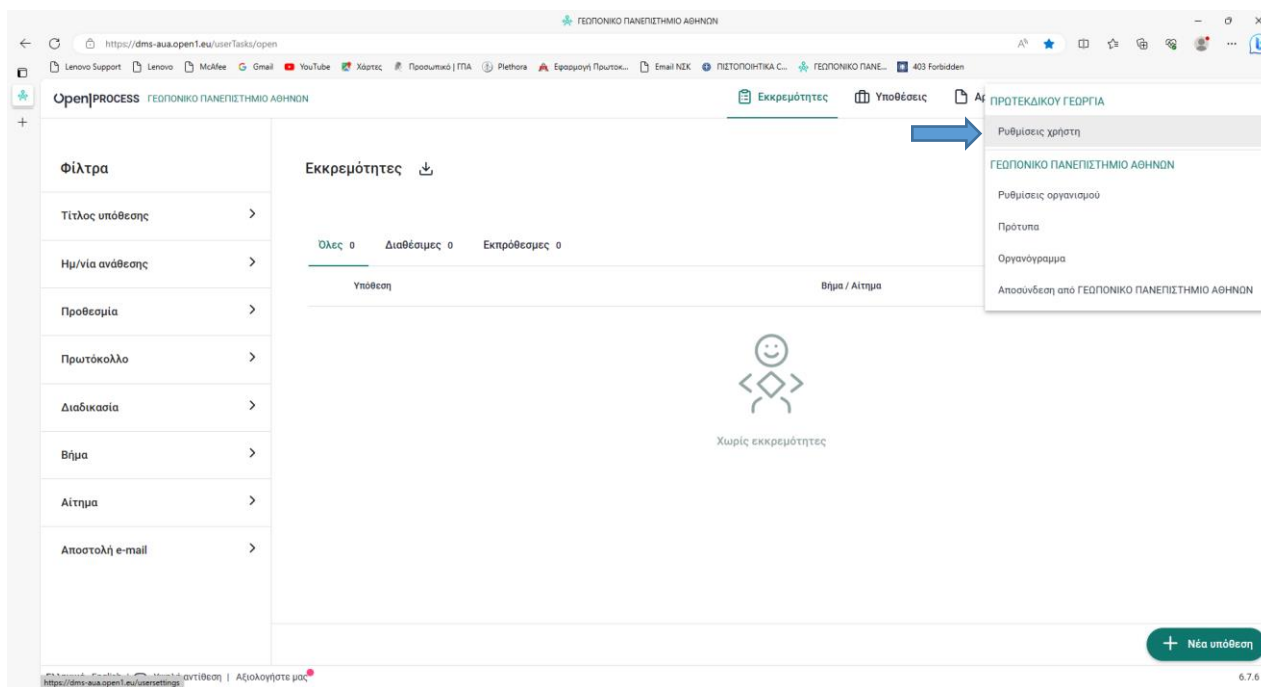 ΓΕΩΠΟΝΙΚΟ ΠΑΝΕΠΙΣΤΗΜΙΟ ΑΘΗΝΩΝ
https://dms-aua.open1.eu/userTasks/open
Lenovo Support Lenovo McAfee Gmail YouTube Χάρτες Προσωπικό | ΓΠΑ Plethora Εφαρμογή Πρωτοκ... Email ΝΣΚ ΠΙΣΤΟΠΟΙΗΤΙΚΑ C... ΓΕΩΠΟΝΙΚΟ ΠΑΝΕ... 403 Forbidden
Open|PROCESS ΓΕΩΠΟΝΙΚΟ ΠΑΝΕΠΙΣΤΗΜΙΟ ΑΘΗΝΩΝ
Εκκρεμότητες Υποθέσεις
ΠΡΩΤΕΚΔΙΚΟΥ ΓΕΩΡΓΙΑ
Ρυθμίσεις χρήστη
ΓΕΩΠΟΝΙΚΟ ΠΑΝΕΠΙΣΤΗΜΙΟ ΑΘΗΝΩΝ
Ρυθμίσεις οργανισμού
Πρότυπα
Οργανόγραμμα
Αποσύνδεση από ΓΕΩΠΟΝΙΚΟ ΠΑΝΕΠΙΣΤΗΜΙΟ ΑΘΗΝΩΝ
Φίλτρα
Τίτλος υπόθεσης
Ημ/νία ανάθεσης
Προθεσμία
Πρωτόκολλο
Διαδικασία
Βήμα
Αίτημα
Αποστολή e-mail
Εκκρεμότητες
Όλες 0 Διαθέσιμες 0 Εκπρόθεσμες 0
Υπόθεση Βήμα / Αίτημα
Χωρίς εκκρεμότητες
+ Νέα υπόθεση
αντίθεση | Αξιολογήστε μας
6.7.6
https://dms-aua.open1.eu/usersettings